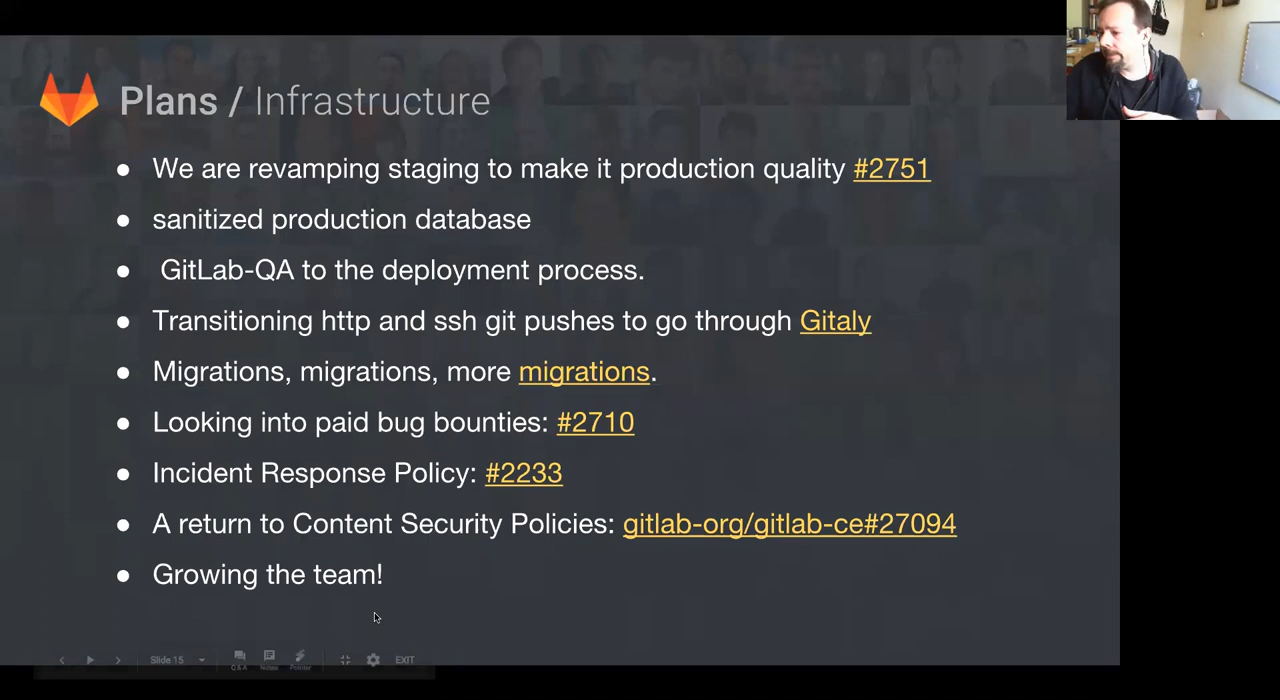 Plans / Infrastructure
● We are revamping staging to make it production quality #2751
● sanitized production database
● GitLab-QA to the deployment process.
● Transitioning http and ssh git pushes to go through Gitaly
● Migrations, migrations, more migrations.
● Looking into paid bug bounties: #2710
● Incident Response Policy: #2233
● A return to Content Security Policies: gitlab-org/gitlab-ce#27094
● Growing the team!
Slide 15
Q&A Notes Pointer
EXIT